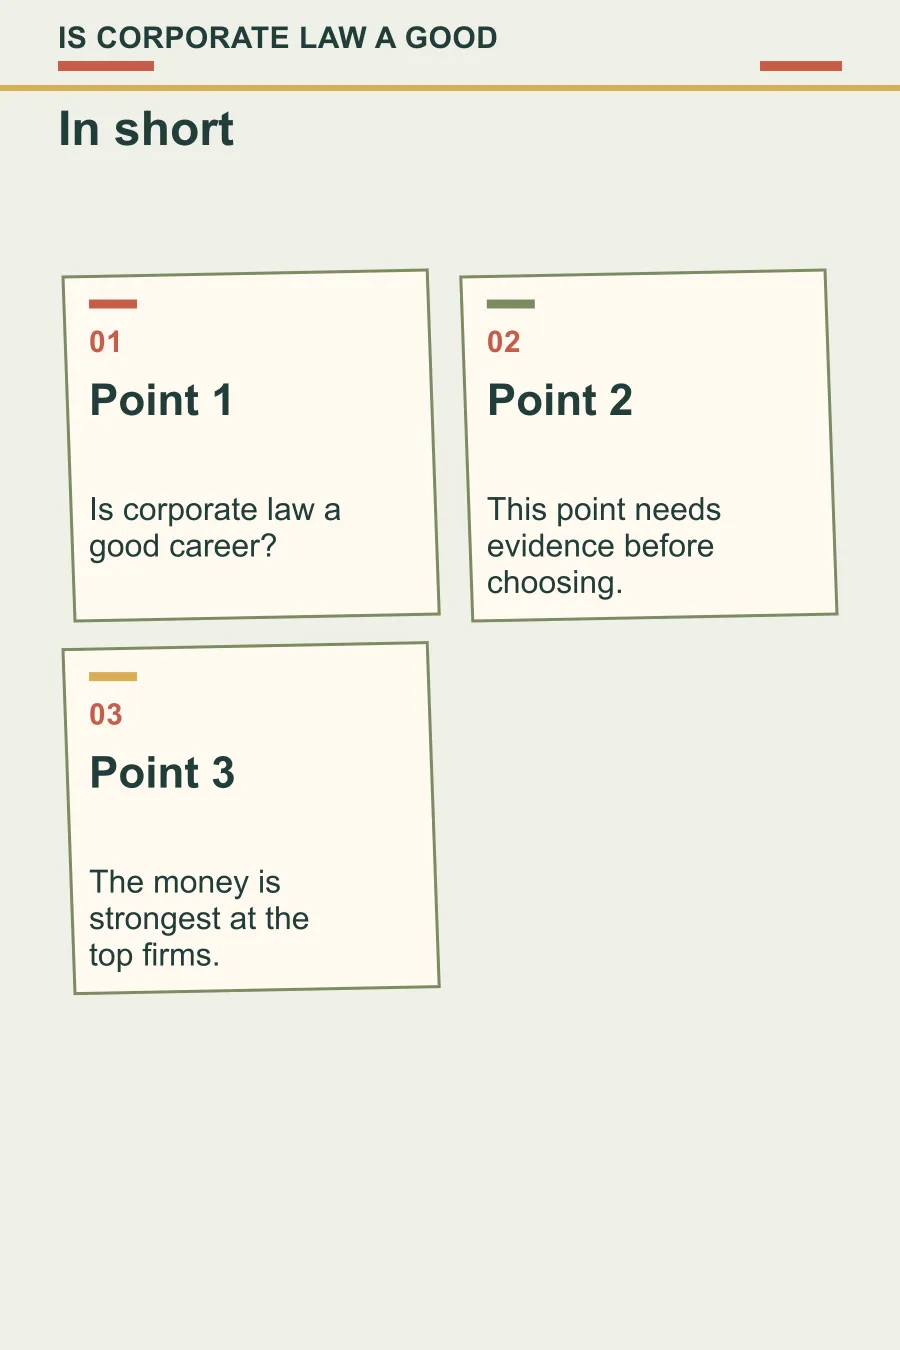 IS CORPORATE LAW A GOOD
In short
01
Point 1
Is corporate law a
good career?
02
Point 2
This point needs
evidence before
choosing.
03
Point 3
The money is
strongest at the
top firms.